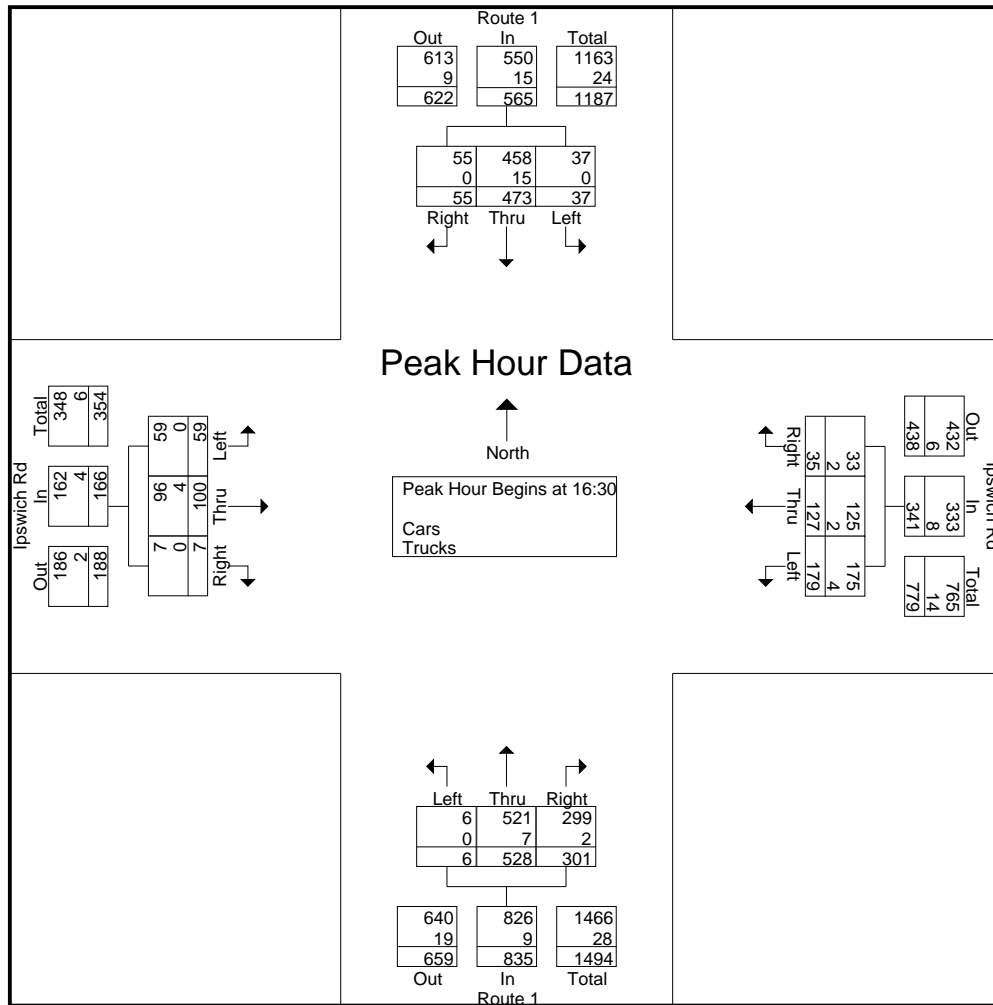 Route 1
Out In Total
613 550 1163
9 15 24
622 565 1187
55 458 37
0 15 0
55 473 37
Right Thru Left
Peak Hour Data
North
Peak Hour Begins at 16:30
Cars
Trucks
Ipswich Rd
Total In Out
348 162 186
6 4 2
354 166 188
59 96 7
0 4 0
59 100 7
Left Thru Right
Right Thru Left
35 127 179
2 2 4
33 125 175
Out In Total
432 333 765
6 8 14
438 341 779
Left Thru Right
6 521 299
0 7 2
6 528 301
640 826 1466
19 9 28
659 835 1494
Out In Total
Route 1